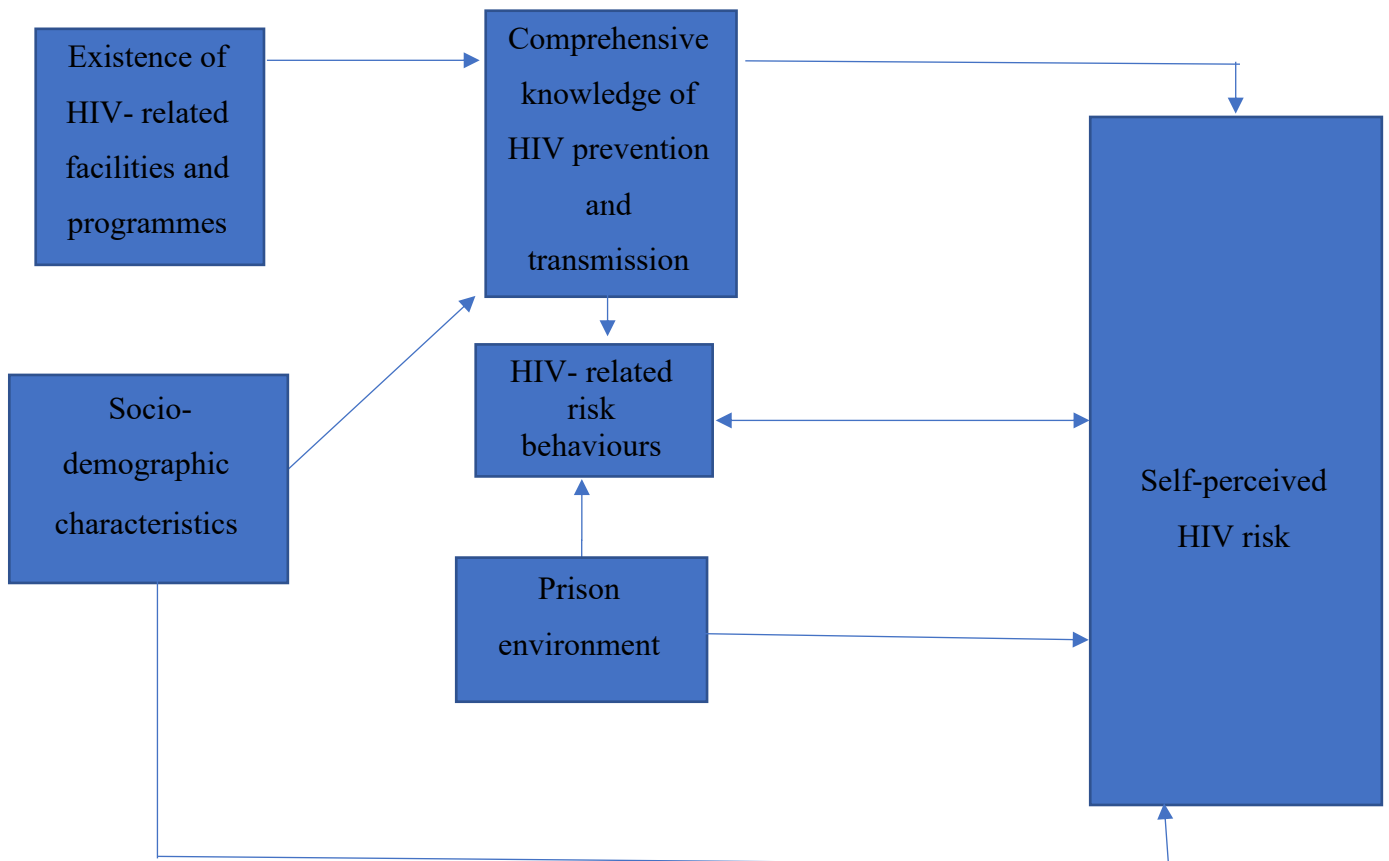 Existence of
HIV- related
facilities and
programmes
Comprehensive
knowledge of
HIV prevention
and
transmission
Socio-
demographic
characteristics
HIV- related
risk
behaviours
Prison
environment
Self-perceived
HIV risk